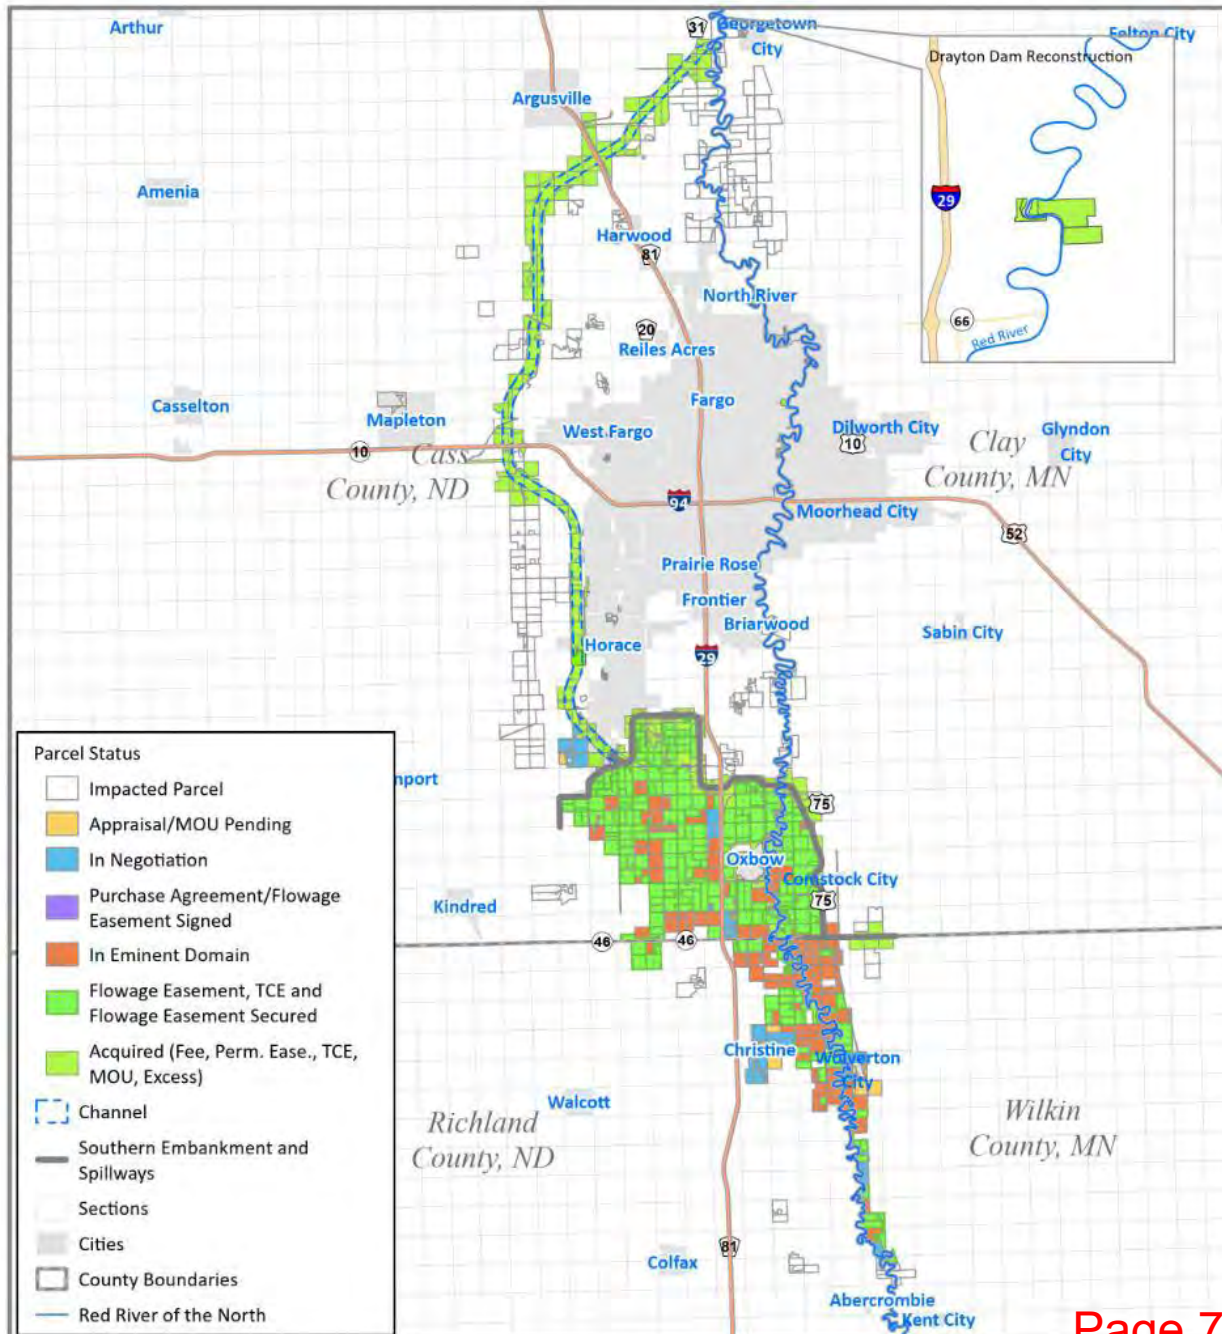 Arthur
31
Georgetown
City
Felton City
Drayton Dam Reconstruction
Argusville
Amenia
29
Harwood
81
North River
66
Red River
20
Reiles Acres
Casselton
Mapleton
Fargo
West Fargo
Dilworth City
10
Clay
County, MN
Glyndon
City
10
Cass
County, ND
94
Moorhead City
52
Prairie Rose
Frontier
Briarwood
Sabin City
Horace
29
nport
75
Oxbow
Comstock City
75
Kindred
46
46
Christine
Wolverton
City
Walcott
Richland
County, ND
Wilkin
County, MN
81
Colfax
Abercrombie
Kent City
Parcel Status
Impacted Parcel
Appraisal/MOU Pending
In Negotiation
Purchase Agreement/Flowage
Easement Signed
In Eminent Domain
Flowage Easement, TCE and
Flowage Easement Secured
Acquired (Fee, Perm. Ease., TCE,
MOU, Excess)
Channel
Southern Embankment and
Spillways
Sections
Cities
County Boundaries
Red River of the North
Page 7